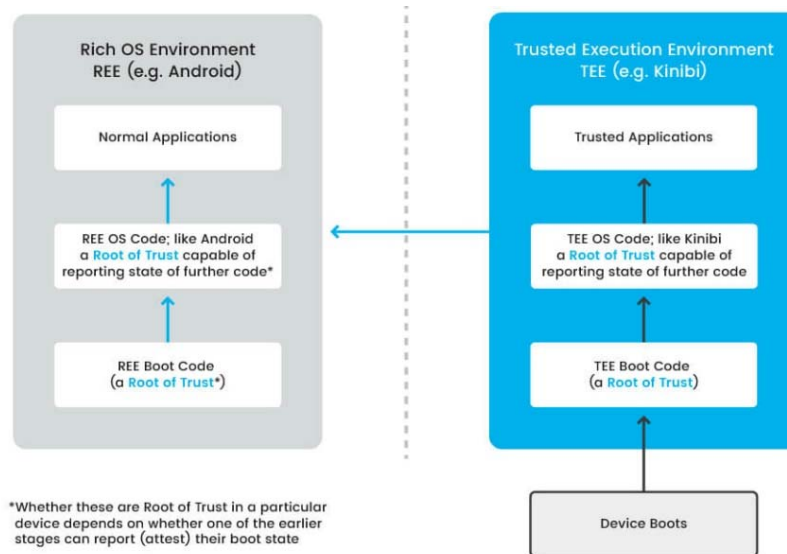 Rich OS Environment
REE (e.g. Android)
Normal Applications
REE OS Code; like Android
a Root of Trust capable of
reporting state of further code*
REE Boot Code
(a Root of Trust*)
Trusted Execution Environment
TEE (e.g. Kinibi)
Trusted Applications
TEE OS Code; like Kinibi
a Root of Trust capable of
reporting state of further code
TEE Boot Code
(a Root of Trust)
Device Boots
*Whether these are Root of Trust in a particular
device depends on whether one of the earlier
stages can report (attest) their boot state